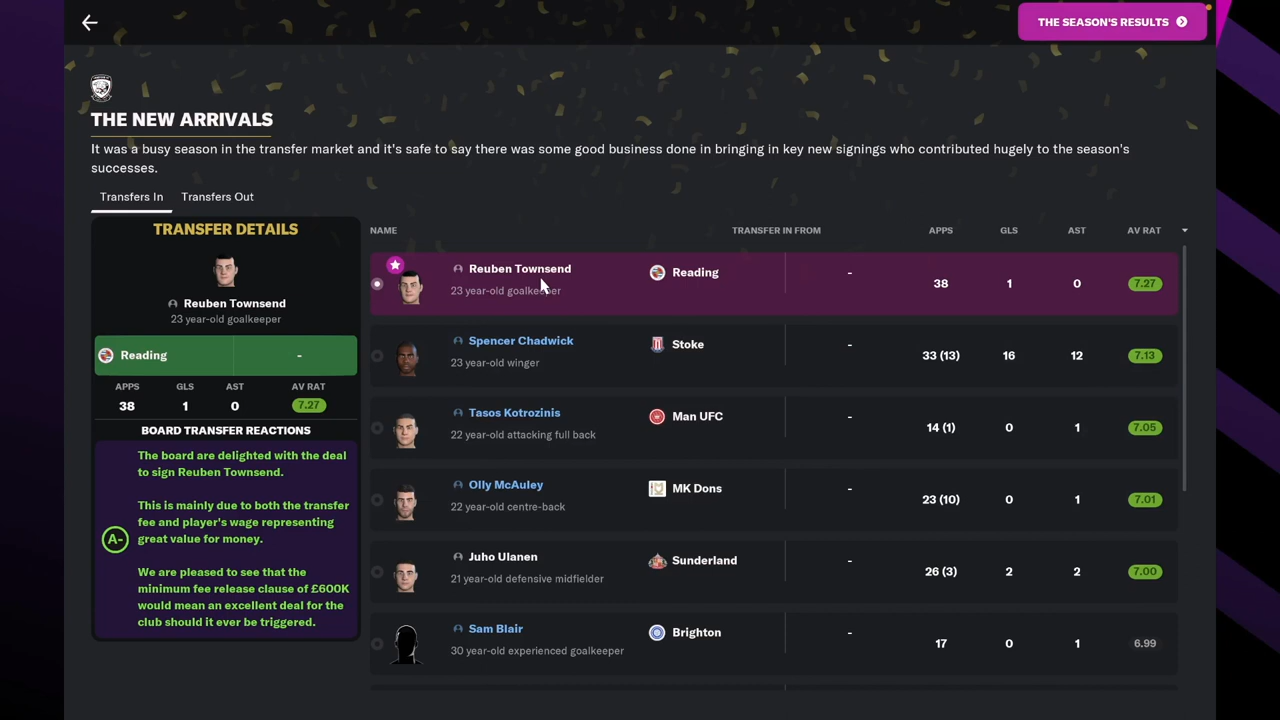 THE SEASON'S RESULTS
THE NEW ARRIVALS
It was a busy season in the transfer market and it's safe to say there was some good business done in bringing in key new signings who contributed hugely to the season's
successes.
Transfers In
Transfers Out
TRANSFER DETAILS
Reuben Townsend
23 year-old goalkeeper
Reading
-
APPS GLS AST AV RAT
38 1 0 7.27
BOARD TRANSFER REACTIONS
The board are delighted with the deal
to sign Reuben Townsend.
This is mainly due to both the transfer
fee and player's wage representing
great value for money.
A-
We are pleased to see that the
minimum fee release clause of £600K
would mean an excellent deal for the
club should it ever be triggered.
NAME TRANSFER IN FROM APPS GLS AST AV RAT
Reuben Townsend Reading - 38 1 0 7.27
23 year-old goalkeeper
Spencer Chadwick Stoke - 33 (13) 16 12 7.13
23 year-old winger
Tasos Kotrozinis Man UFC - 14 (1) 0 1 7.05
22 year-old attacking full back
Olly McAuley MK Dons - 23 (10) 0 1 7.01
22 year-old centre-back
Juho Ulanen Sunderland - 26 (3) 2 2 7.00
21 year-old defensive midfielder
Sam Blair Brighton - 17 0 1 6.99
30 year-old experienced goalkeeper